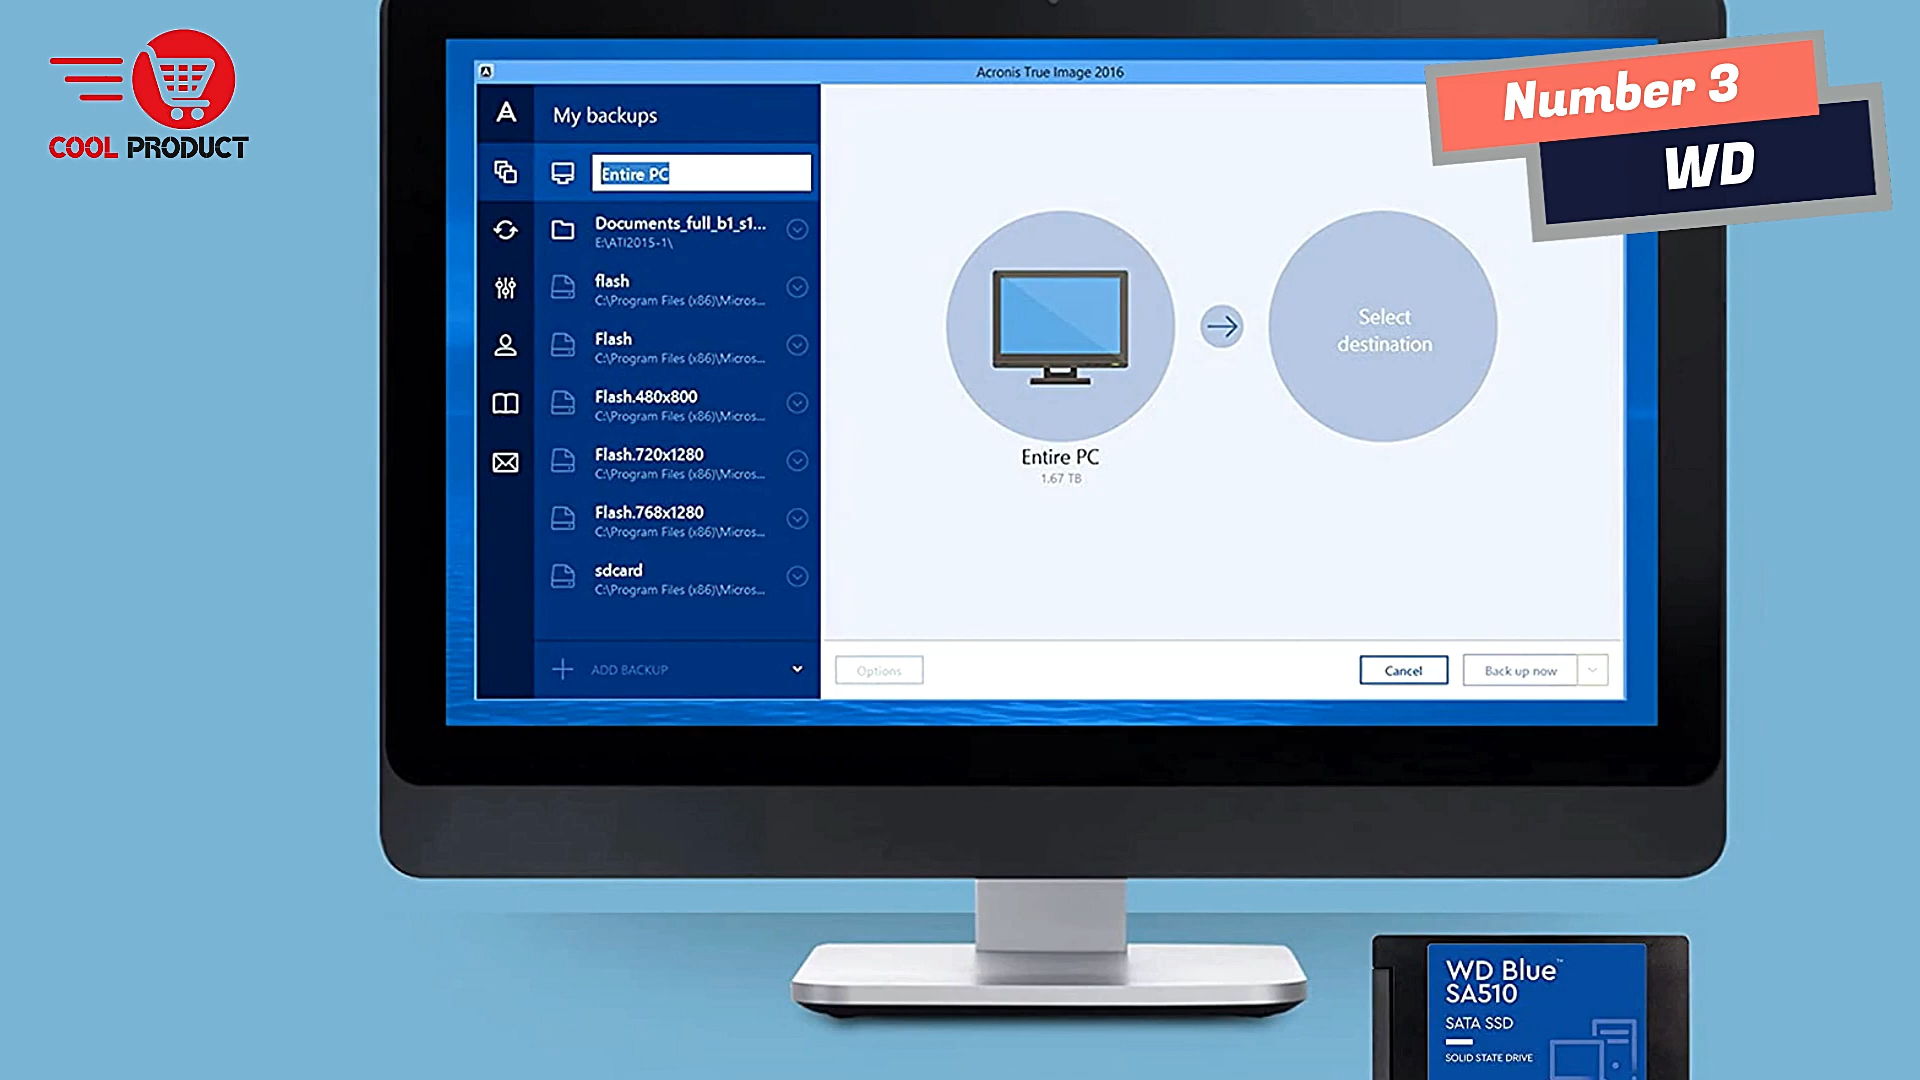 COOL PRODUCT
Number 3
WD
Acronis True Image 2016
My backups
Entire PC
Documents_full_b1_s1...
E:\ATI2015-1\
flash
C:\Program Files (x86)\Micros...
Flash
C:\Program Files (x86)\Micros...
Flash.480x800
C:\Program Files (x86)\Micros...
Flash.720x1280
C:\Program Files (x86)\Micros...
Flash.768x1280
C:\Program Files (x86)\Micros...
sdcard
C:\Program Files (x86)\Micros...
ADD BACKUP
Select
destination
Entire PC
1.67 TB
Options
Cancel
Back up now
WD Blue™
SA510
SATA SSD
SOLID STATE DRIVE